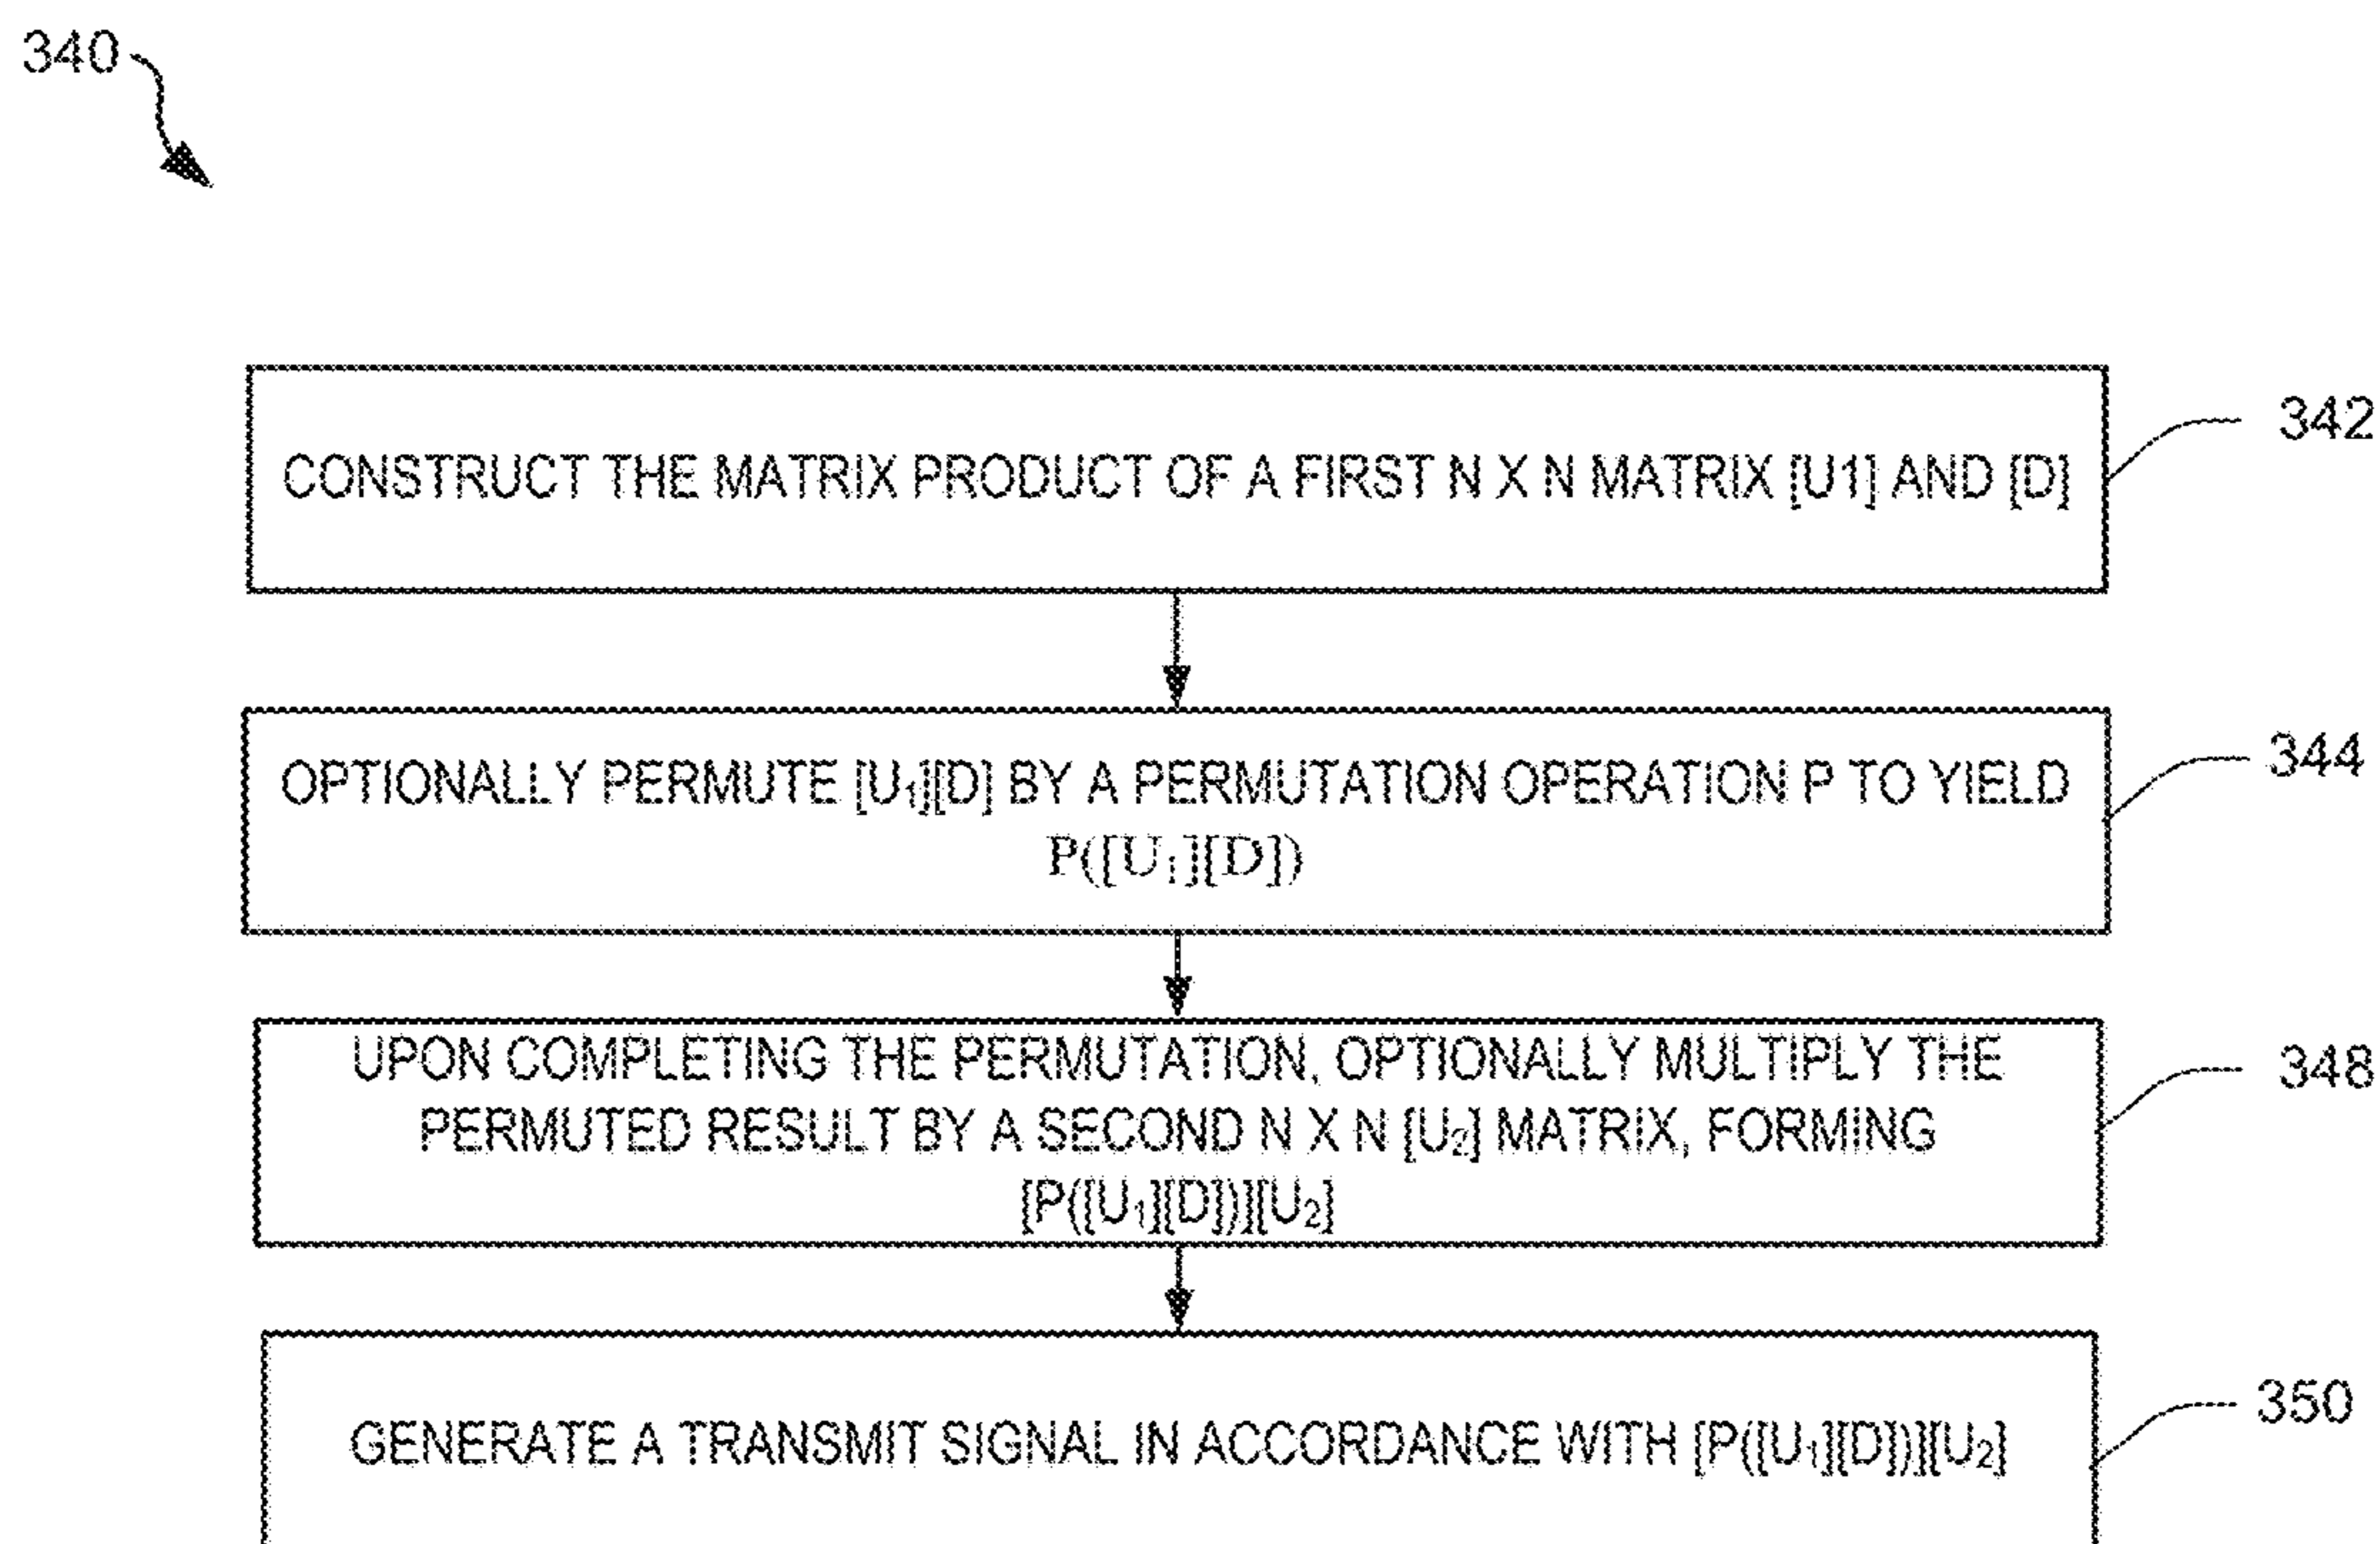 340
CONSTRUCT THE MATRIX PRODUCT OF A FIRST N X N MATRIX [U1] AND [D]
342
OPTIONALLY PERMUTE [U₁][D] BY A PERMUTATION OPERATION P TO YIELD
P([U₁][D])
344
UPON COMPLETING THE PERMUTATION, OPTIONALLY MULTIPLY THE
PERMUTED RESULT BY A SECOND N X N [U₂] MATRIX, FORMING
[P([U₁][D])][U₂]
348
GENERATE A TRANSMIT SIGNAL IN ACCORDANCE WITH [P([U₁][D])][U₂]
350